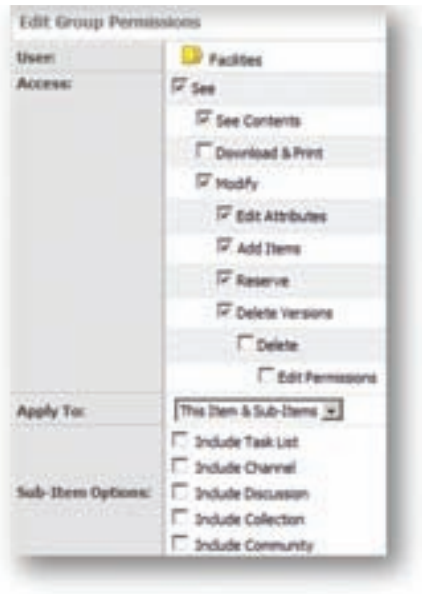 Edit Group Permissions
User: Facilities
Access: See
See Contents
Download & Print
Modify
Edit Attributes
Add Items
Reserve
Delete Versions
Delete
Edit Permissions
Apply To: This Item & Sub-Items
Include Task List
Include Channel
Sub-Item Options: Include Discussion
Include Collection
Include Community